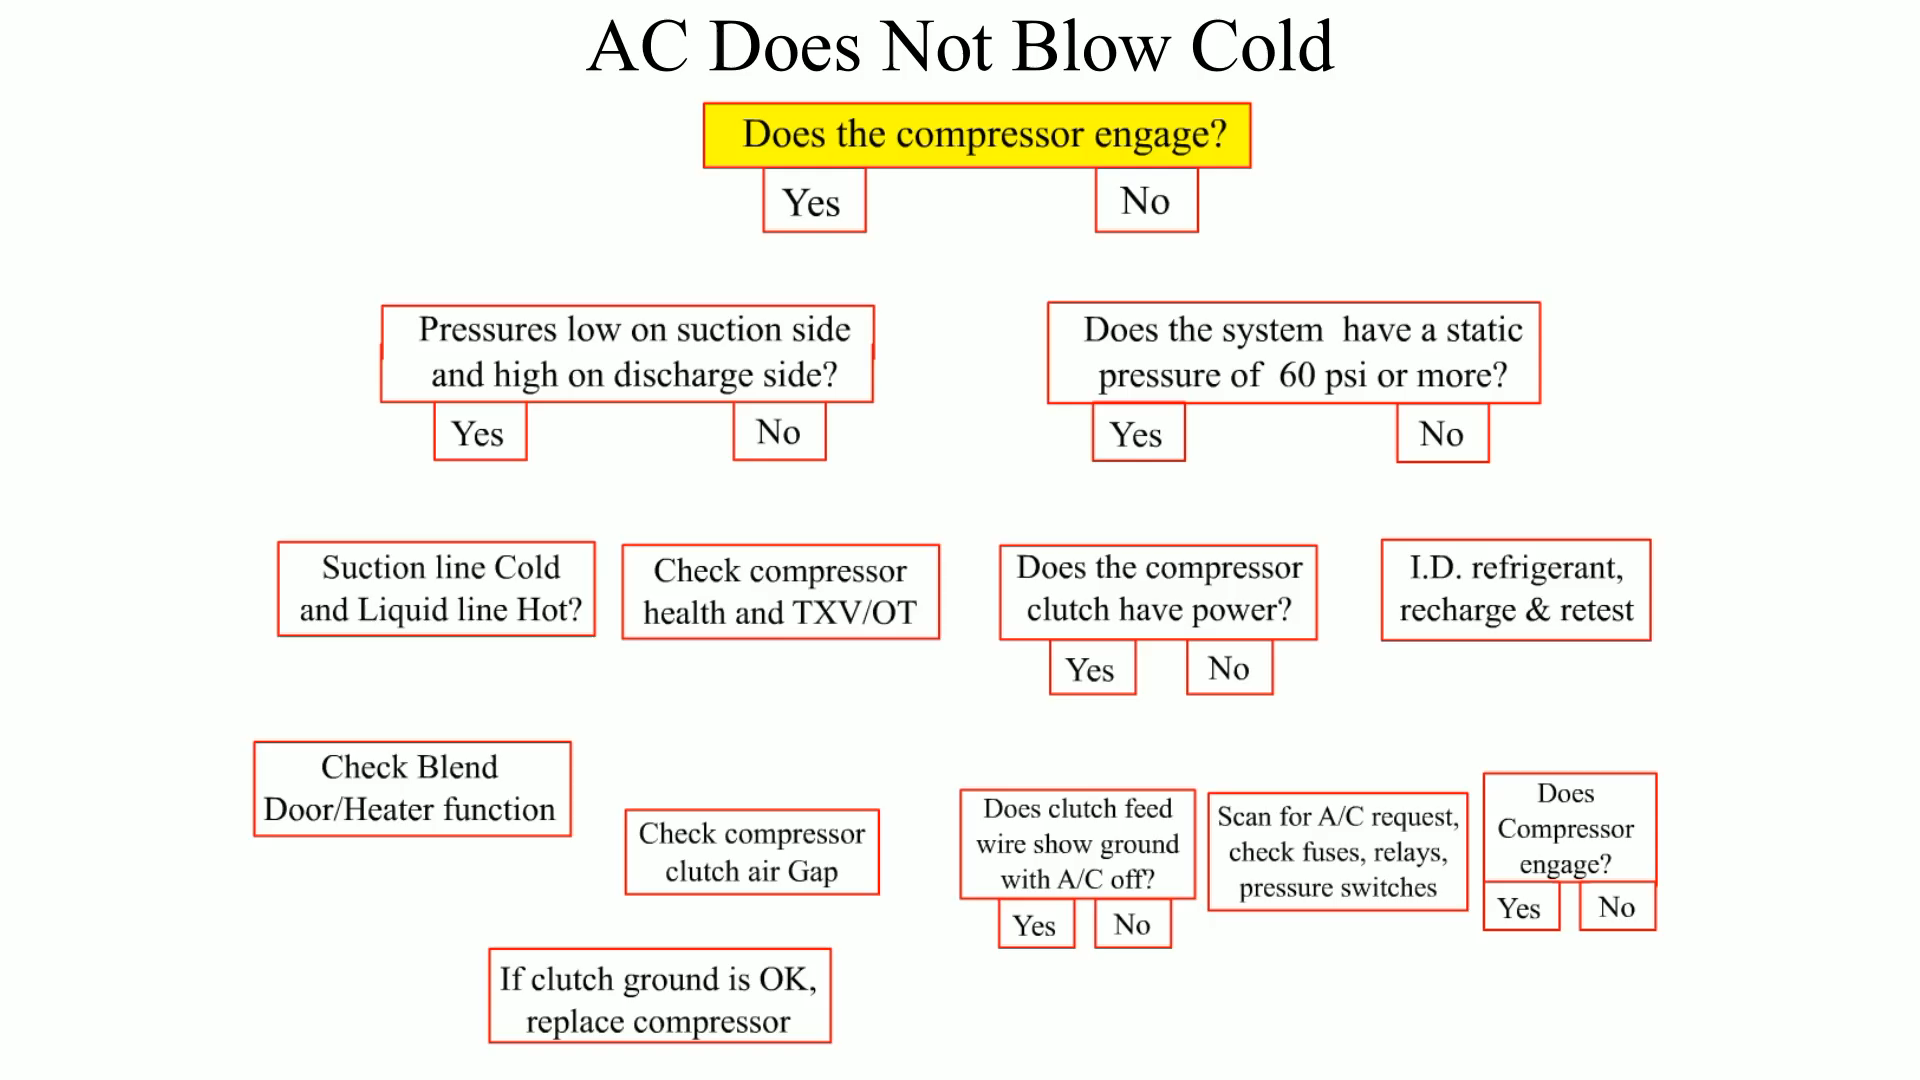 AC Does Not Blow Cold
Does the compressor engage?
Yes
No
Pressures low on suction side
and high on discharge side?
Yes
No
Does the system have a static
pressure of 60 psi or more?
Yes
No
Suction line Cold
and Liquid line Hot?
Check compressor
health and TXV/OT
Does the compressor
clutch have power?
Yes
No
I.D. refrigerant,
recharge & retest
Check Blend
Door/Heater function
Check compressor
clutch air Gap
Does clutch feed
wire show ground
with A/C off?
Yes
No
Scan for A/C request,
check fuses, relays,
pressure switches
Does
Compressor
engage?
Yes
No
If clutch ground is OK,
replace compressor